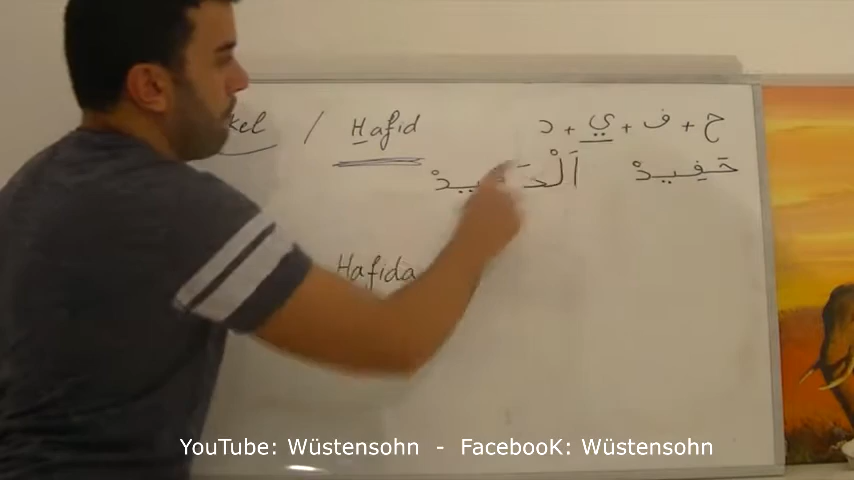 kel / Hafid
ح + ف + ي + د
حَفِيدْ اَلْحَفِيدْ
Hafida
YouTube: Wüstensohn - FacebooK: Wüstensohn